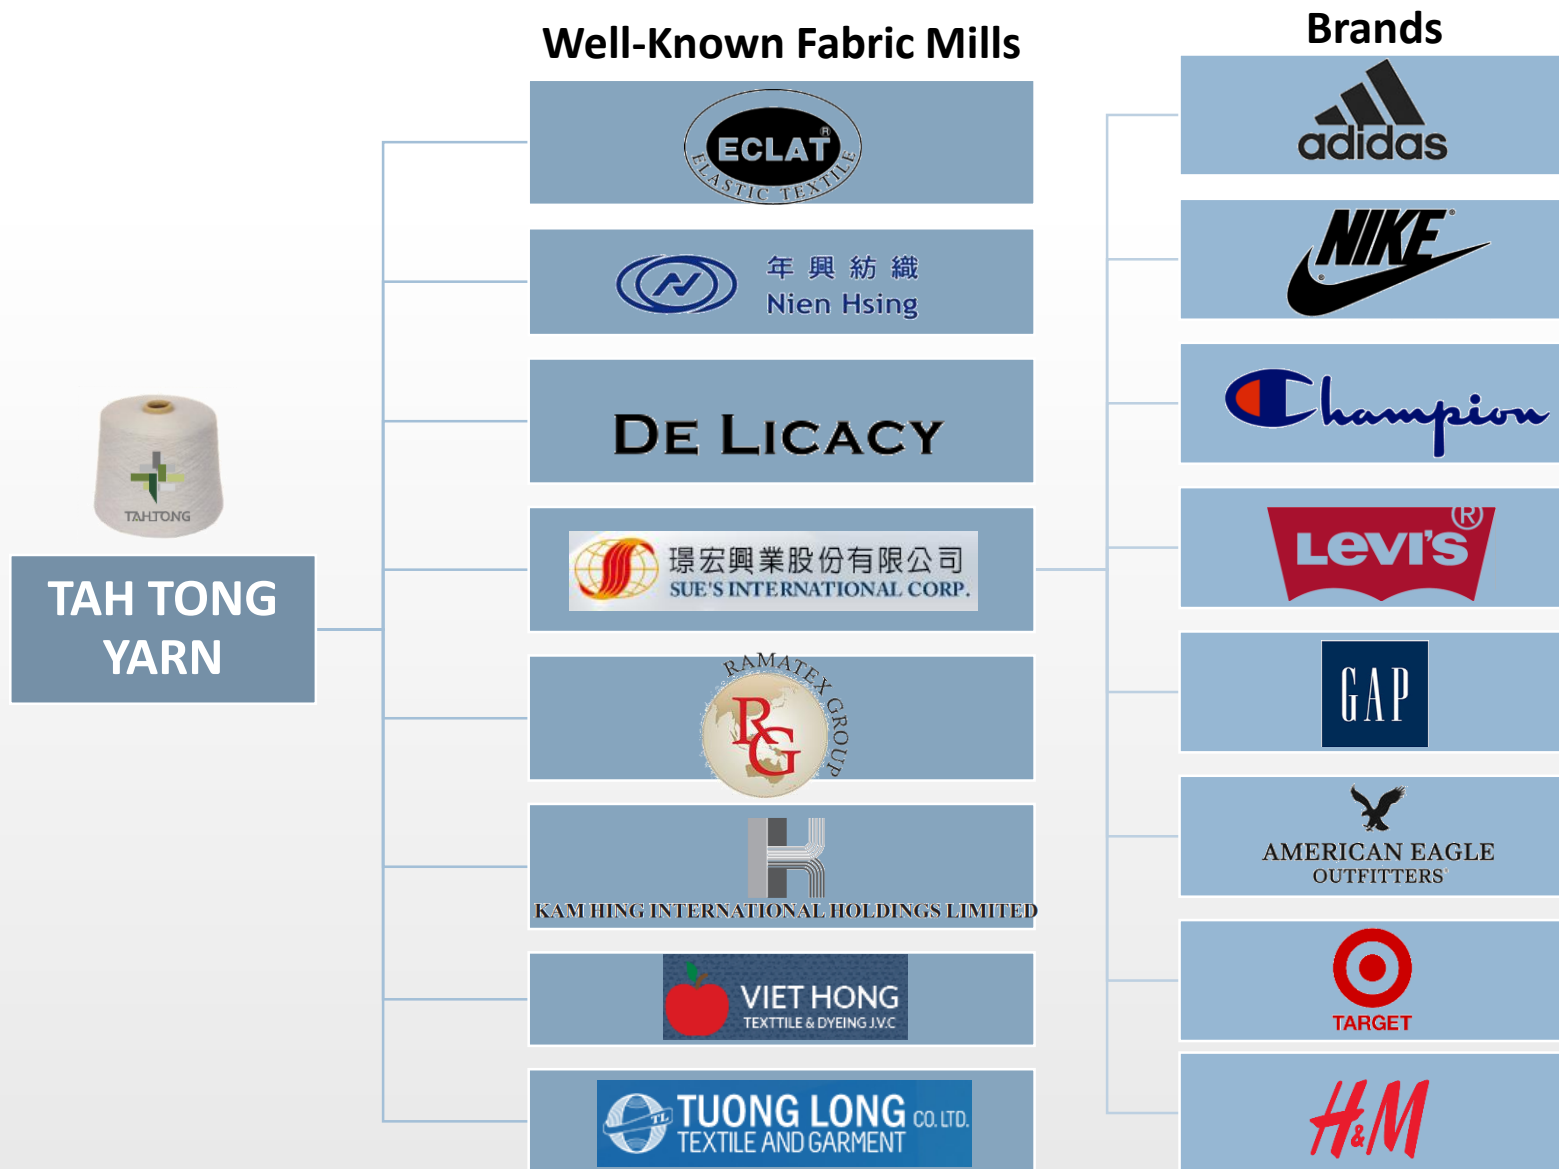 Well-Known Fabric Mills
Brands
ECLAT®
ELASTIC TEXTILE
年興紡織
Nien Hsing
DE LICACY
璟宏興業股份有限公司
SUE'S INTERNATIONAL CORP.
RAMATEX GROUP
RG
KAM HING INTERNATIONAL HOLDINGS LIMITED
VIET HONG
TEXTTILE & DYEING J.V.C
TL
TUONG LONG CO. LTD.
TEXTILE AND GARMENT
TAHTONG
TAH TONG
YARN
adidas
NIKE®
®
Champion
LEVI'S®
GAP
AMERICAN EAGLE
OUTFITTERS
TARGET
H&M